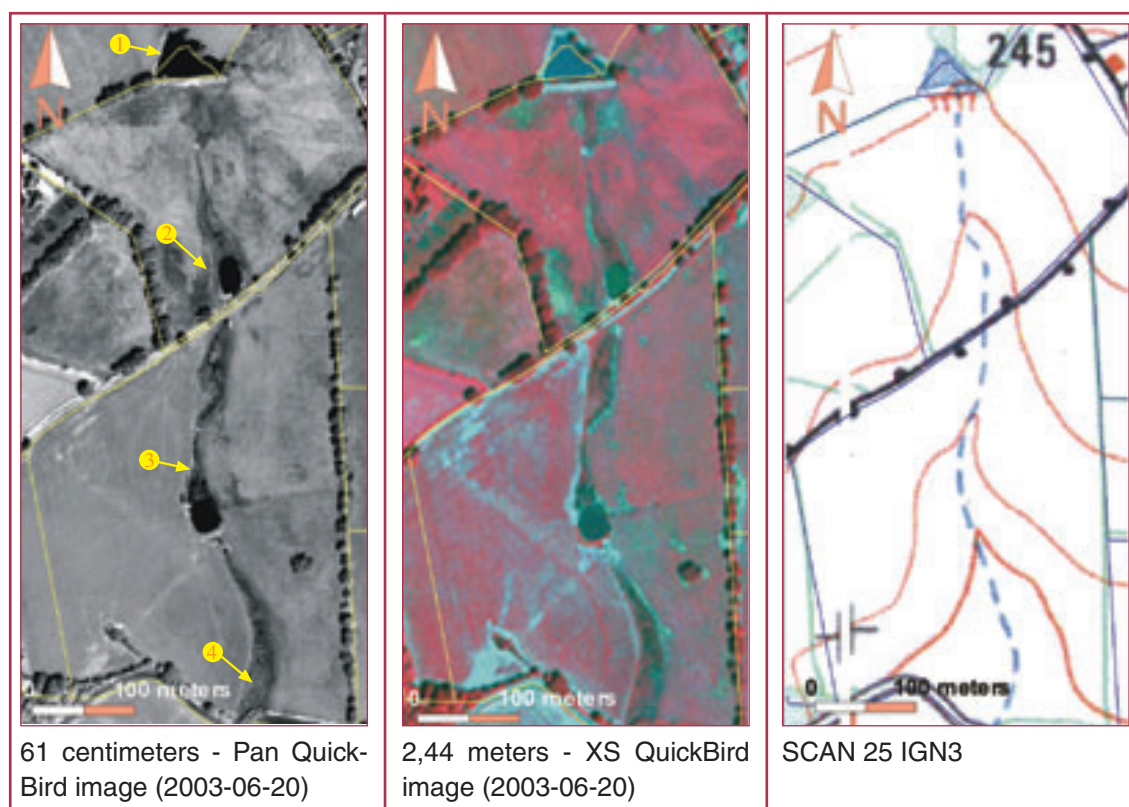 N
1
2
3
4
0 100 meters
61 centimeters - Pan Quick-
Bird image (2003-06-20)
N
0 100 meters
2,44 meters - XS QuickBird
image (2003-06-20)
245
N
0 100 meters
SCAN 25 IGN3